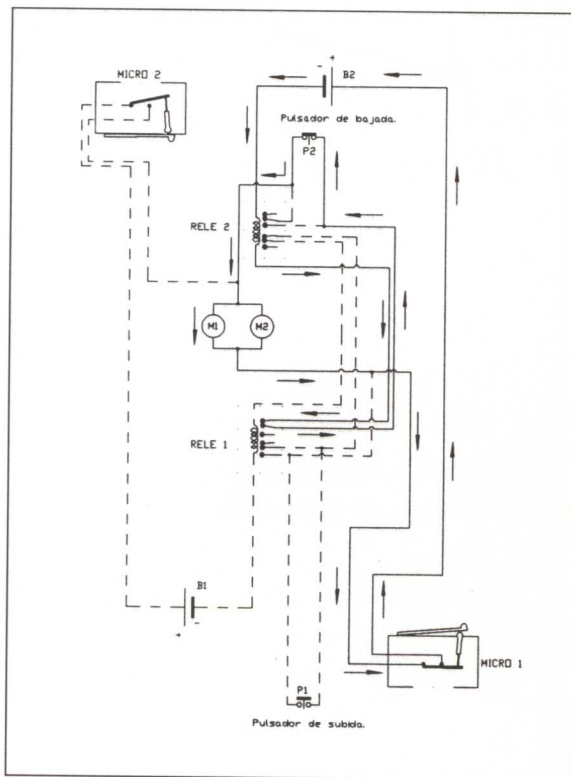 +
-
B2
MICRO 2
Pulsador de bajada.
P2
RELE 2
M1
M2
RELE 1
B1
+
-
MICRO 1
P1
Pulsador de subida.